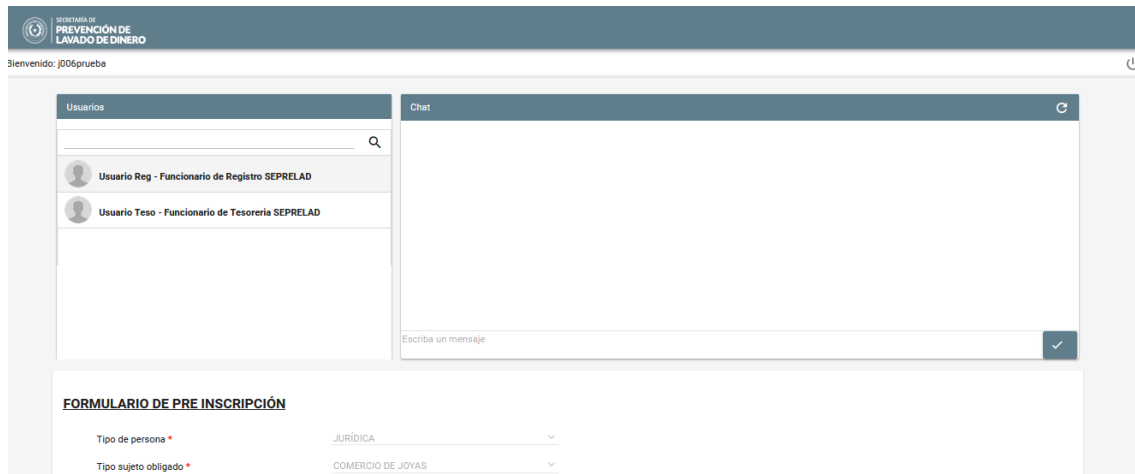 SECRETARÍA DE
PREVENCIÓN DE
LAVADO DE DINERO
Bienvenido: j006prueba
Usuarios
Chat
Usuario Reg - Funcionario de Registro SEPRELAD
Usuario Teso - Funcionario de Tesoreria SEPRELAD
Escriba un mensaje
FORMULARIO DE PRE INSCRIPCIÓN
Tipo de persona * JURÍDICA
Tipo sujeto obligado * COMERCIO DE JOYAS